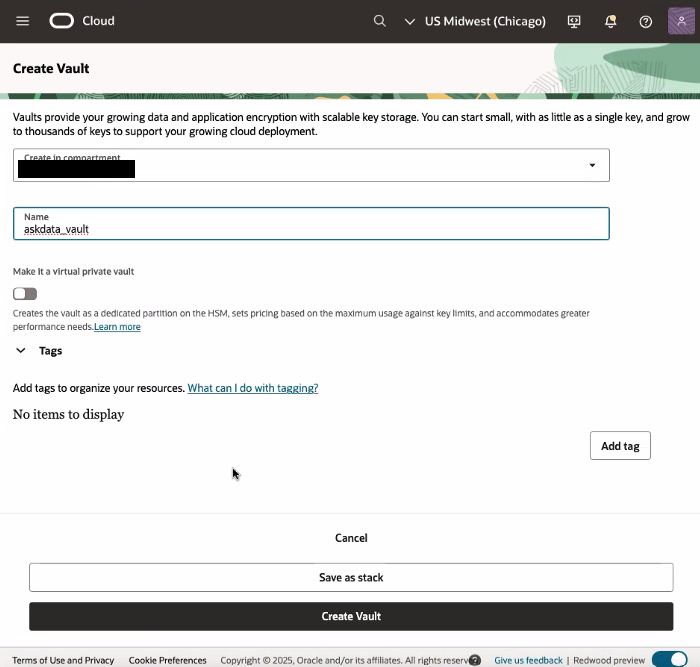 Cloud
US Midwest (Chicago)
Create Vault
Vaults provide your growing data and application encryption with scalable key storage. You can start small, with as little as a single key, and grow
to thousands of keys to support your growing cloud deployment.
Create in compartment
Name
askdata_vault
Make it a virtual private vault
Creates the vault as a dedicated partition on the HSM, sets pricing based on the maximum usage against key limits, and accommodates greater
performance needs.Learn more
Tags
Add tags to organize your resources. What can I do with tagging?
No items to display
Add tag
Cancel
Save as stack
Create Vault
Terms of Use and Privacy Cookie Preferences Copyright © 2025, Oracle and/or its affiliates. All rights reserv Give us feedback | Redwood preview